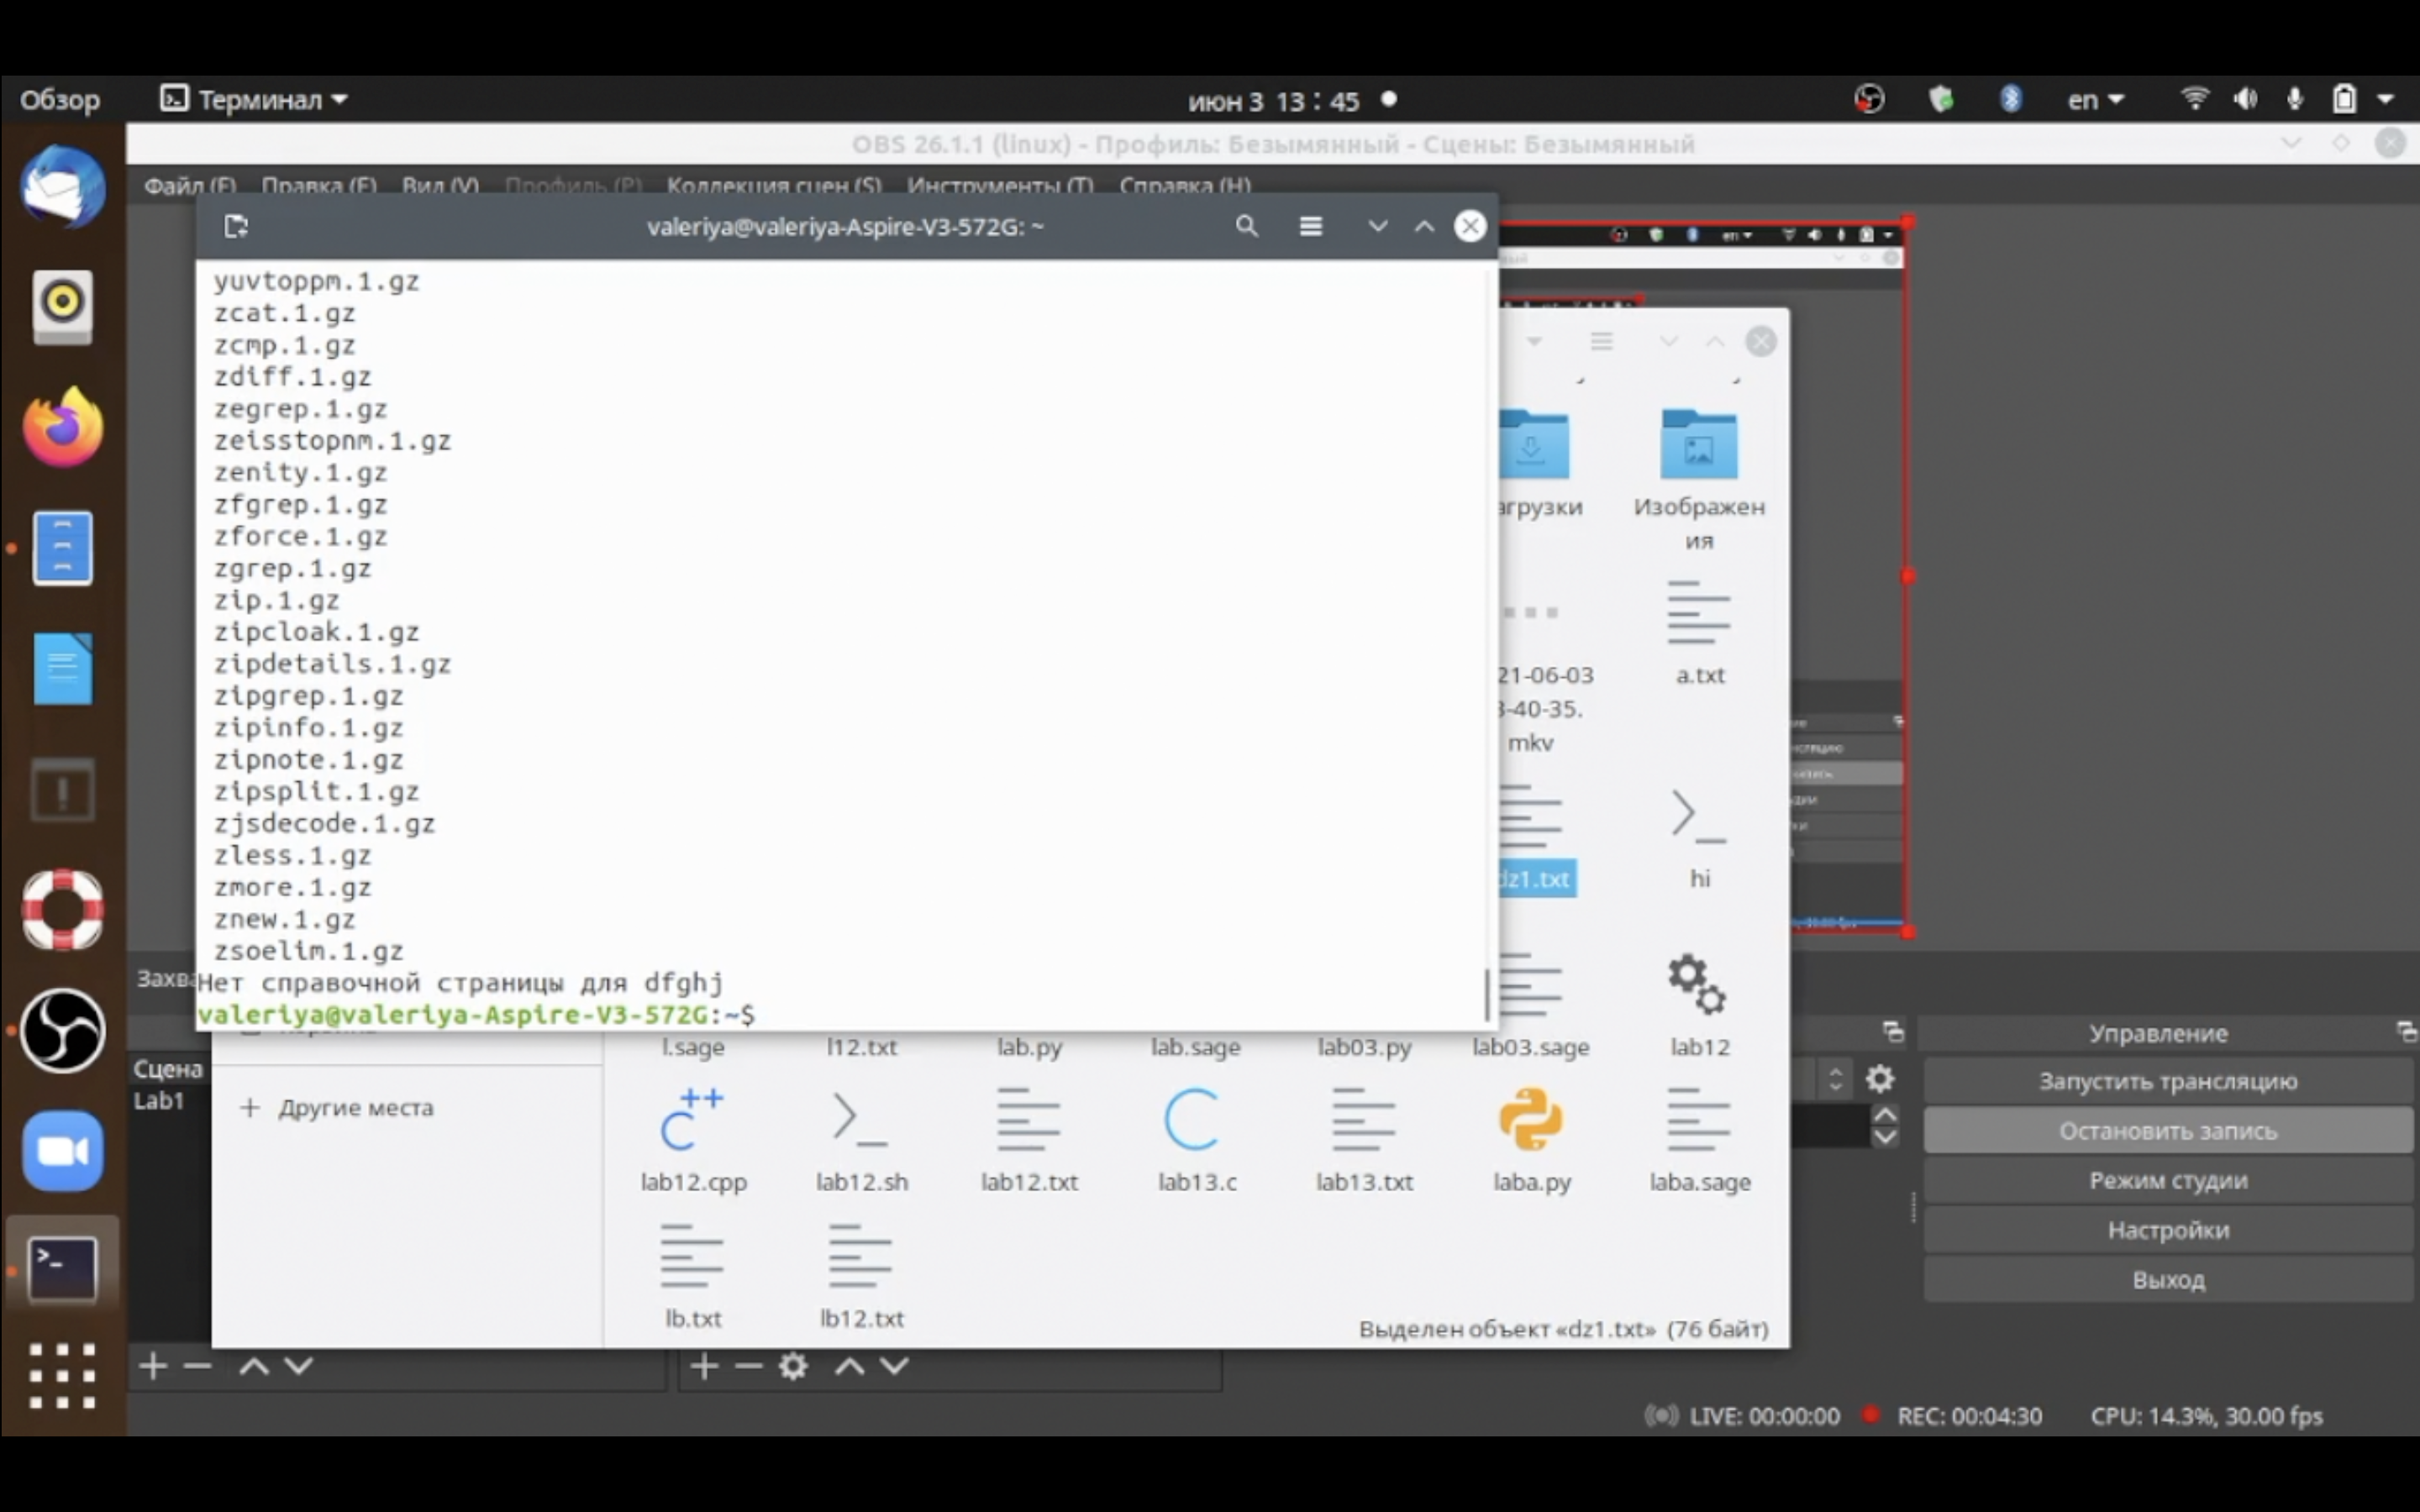 Обзор
Терминал
июн 3 13 : 45
en
OBS 26.1.1 (linux) - Профиль: Безымянный - Сцены: Безымянный
Файл (F) Правка (E) Вид (V) Профиль (P) Коллекция сцен (S) Инструменты (T) Справка (H)
valeriya@valeriya-Aspire-V3-572G: ~
yuvtoppm.1.gz
zcat.1.gz
zcmp.1.gz
zdiff.1.gz
zegrep.1.gz
zeisstopnm.1.gz
zenity.1.gz
zfgrep.1.gz
zforce.1.gz
zgrep.1.gz
zip.1.gz
zipcloak.1.gz
zipdetails.1.gz
zipgrep.1.gz
zipinfo.1.gz
zipnote.1.gz
zipsplit.1.gz
zjsdecode.1.gz
zless.1.gz
zmore.1.gz
znew.1.gz
zsoelim.1.gz
Нет справочной страницы для dfghj
valeriya@valeriya-Aspire-V3-572G:~$
en
агрузки
Изображен
ия
21-06-03
3-40-35.
mkv
a.txt
dz1.txt
hi
Захва
l.sage l12.txt lab.py lab.sage lab03.py lab03.sage lab12
lab12.cpp lab12.sh lab12.txt lab13.c lab13.txt laba.py laba.sage
lb.txt lb12.txt
+ Другие места
Выделен объект «dz1.txt» (76 байт)
Сцена
Lab1
Управление
Запустить трансляцию
Остановить запись
Режим студии
Настройки
Выход
LIVE: 00:00:00 REC: 00:04:30 CPU: 14.3%, 30.00 fps